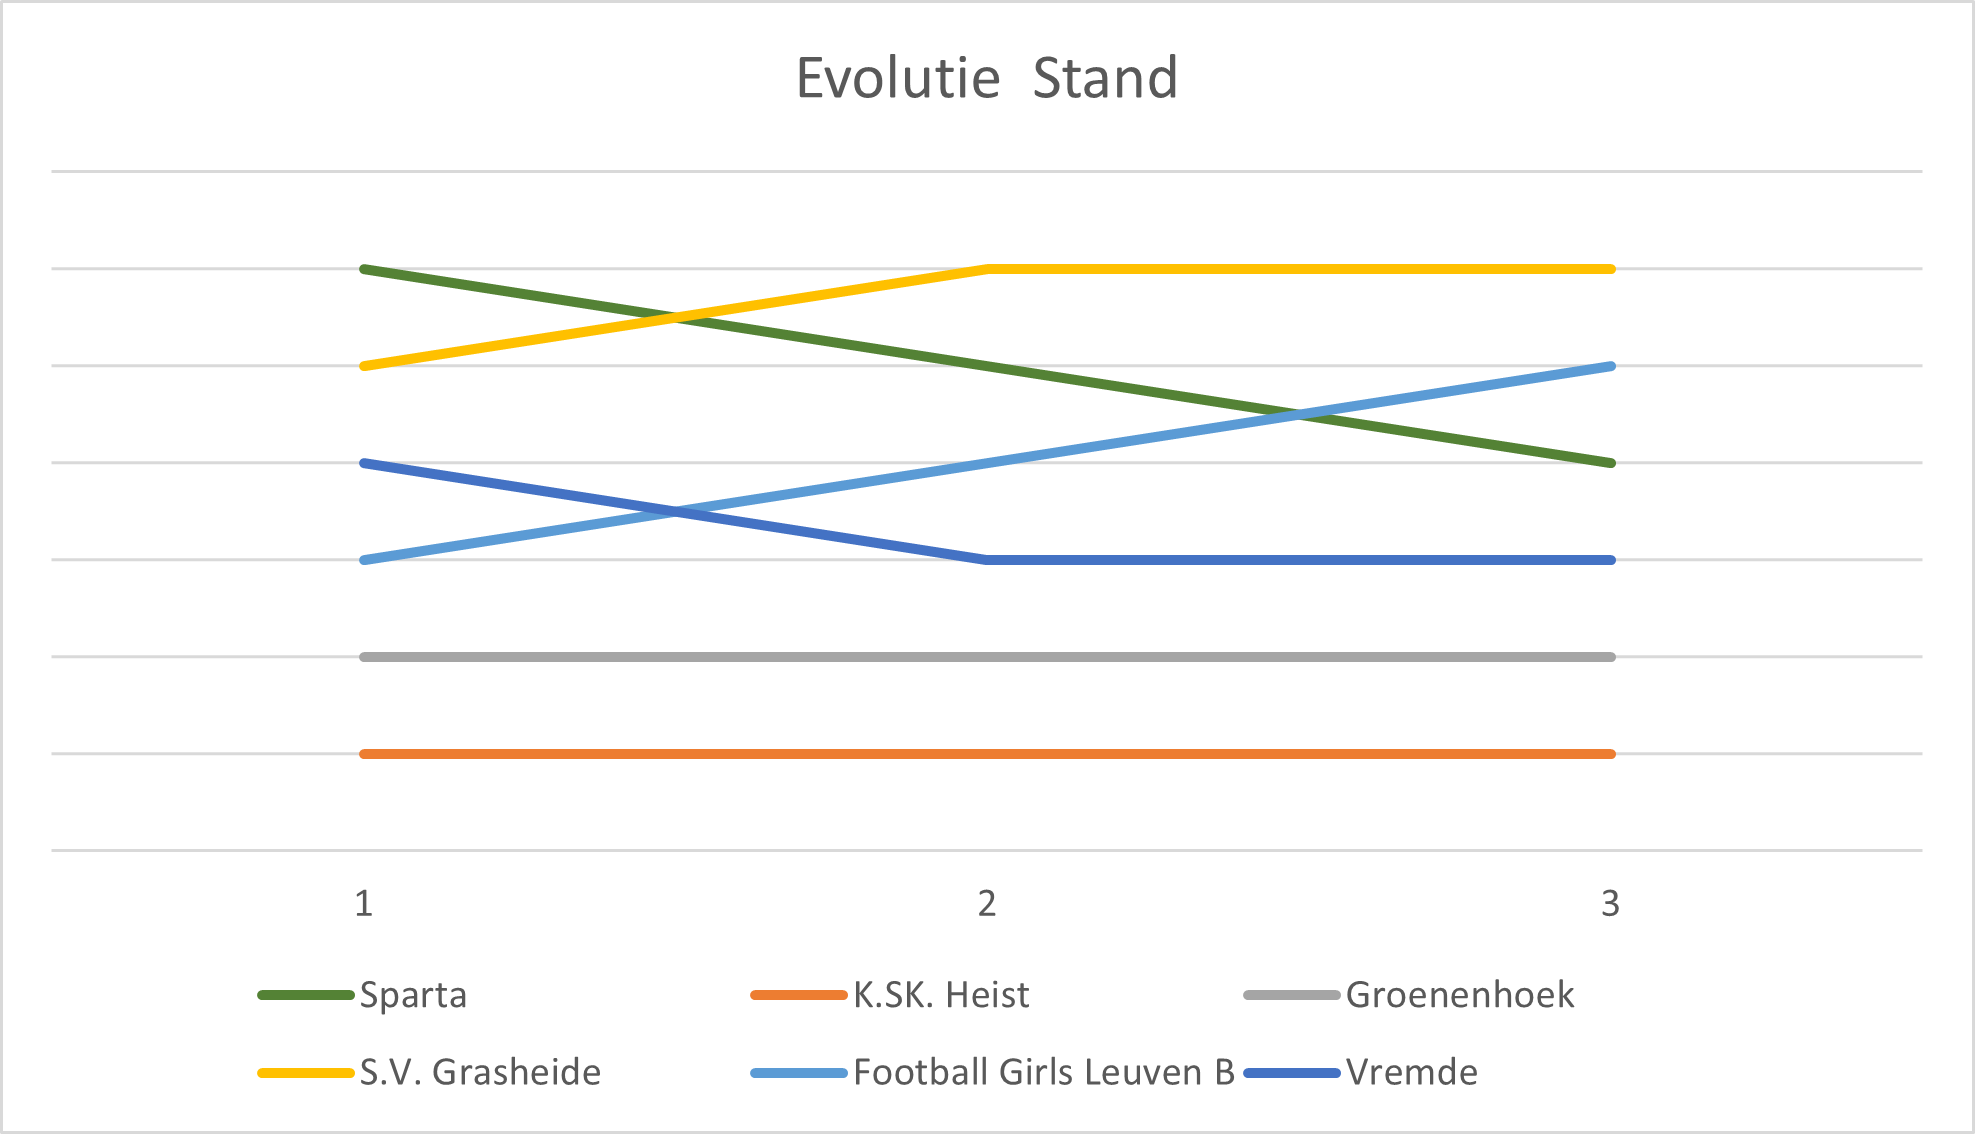 Evolutie  Stand
1 2 3
Sparta K.SK. Heist Groenenhoek
S.V. Grasheide Football Girls Leuven B Vremde